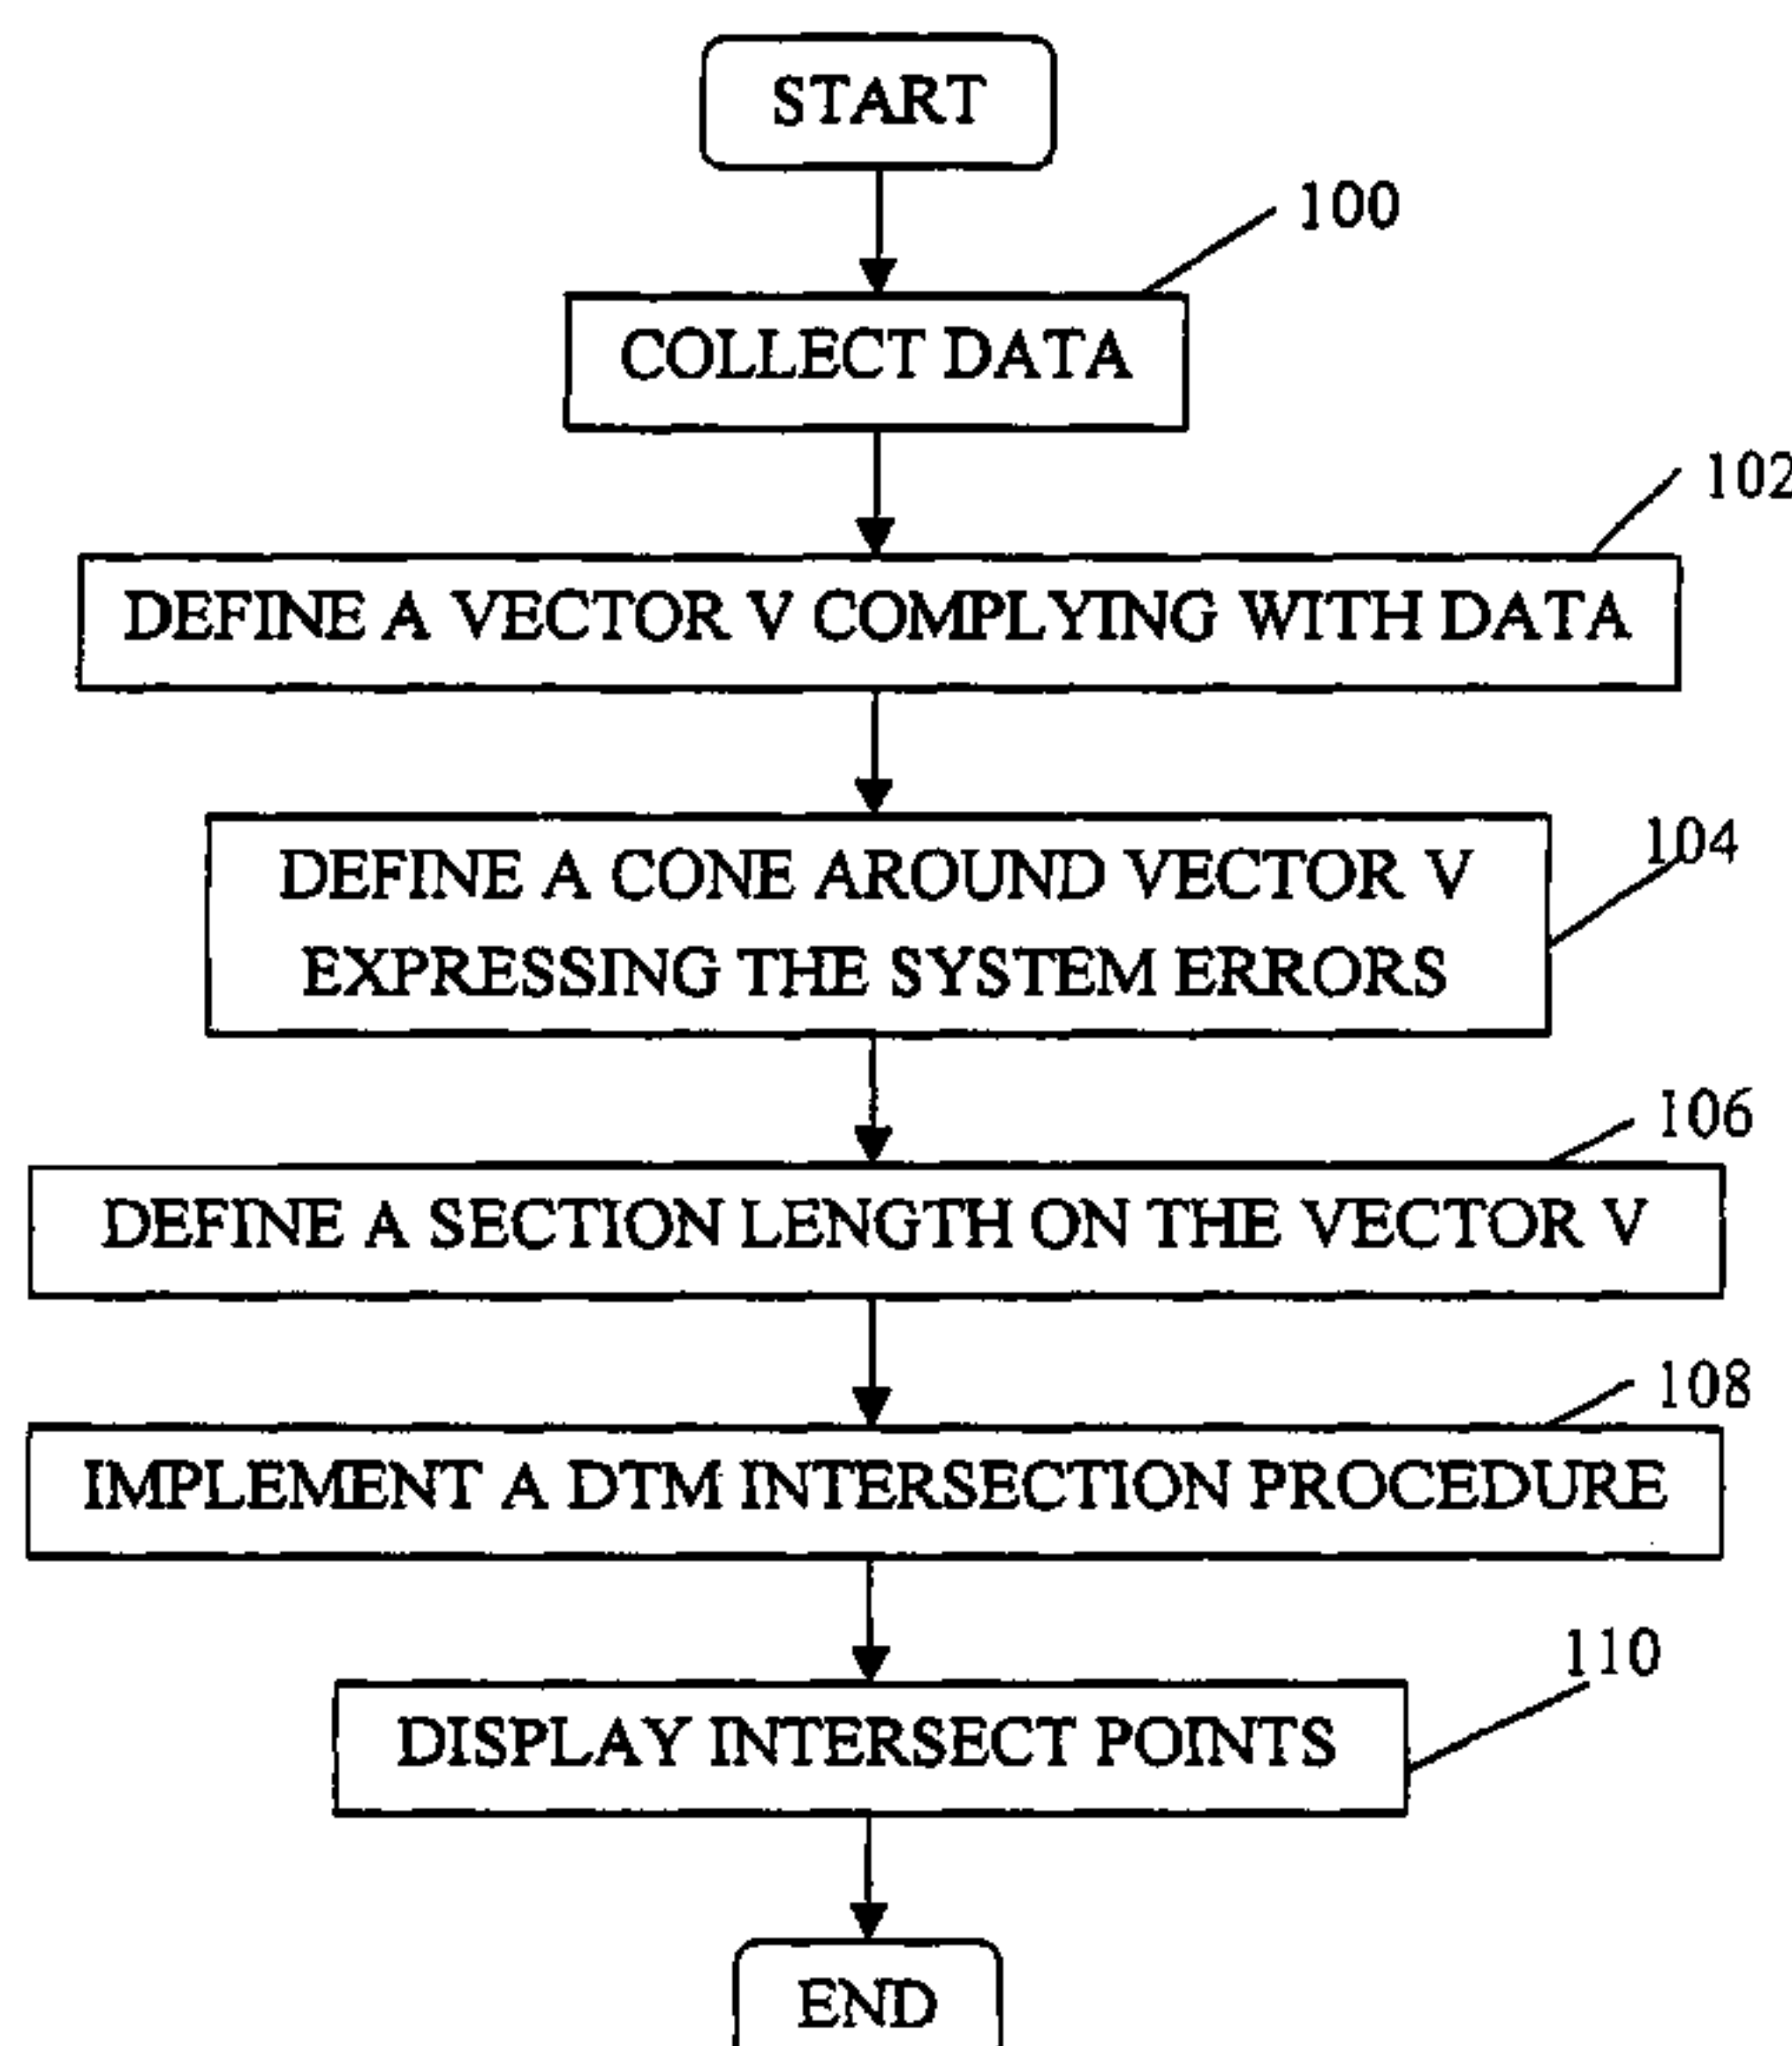 START
100
COLLECT DATA
102
DEFINE A VECTOR V COMPLYING WITH DATA
104
DEFINE A CONE AROUND VECTOR V
EXPRESSING THE SYSTEM ERRORS
106
DEFINE A SECTION LENGTH ON THE VECTOR V
108
IMPLEMENT A DTM INTERSECTION PROCEDURE
110
DISPLAY INTERSECT POINTS
END